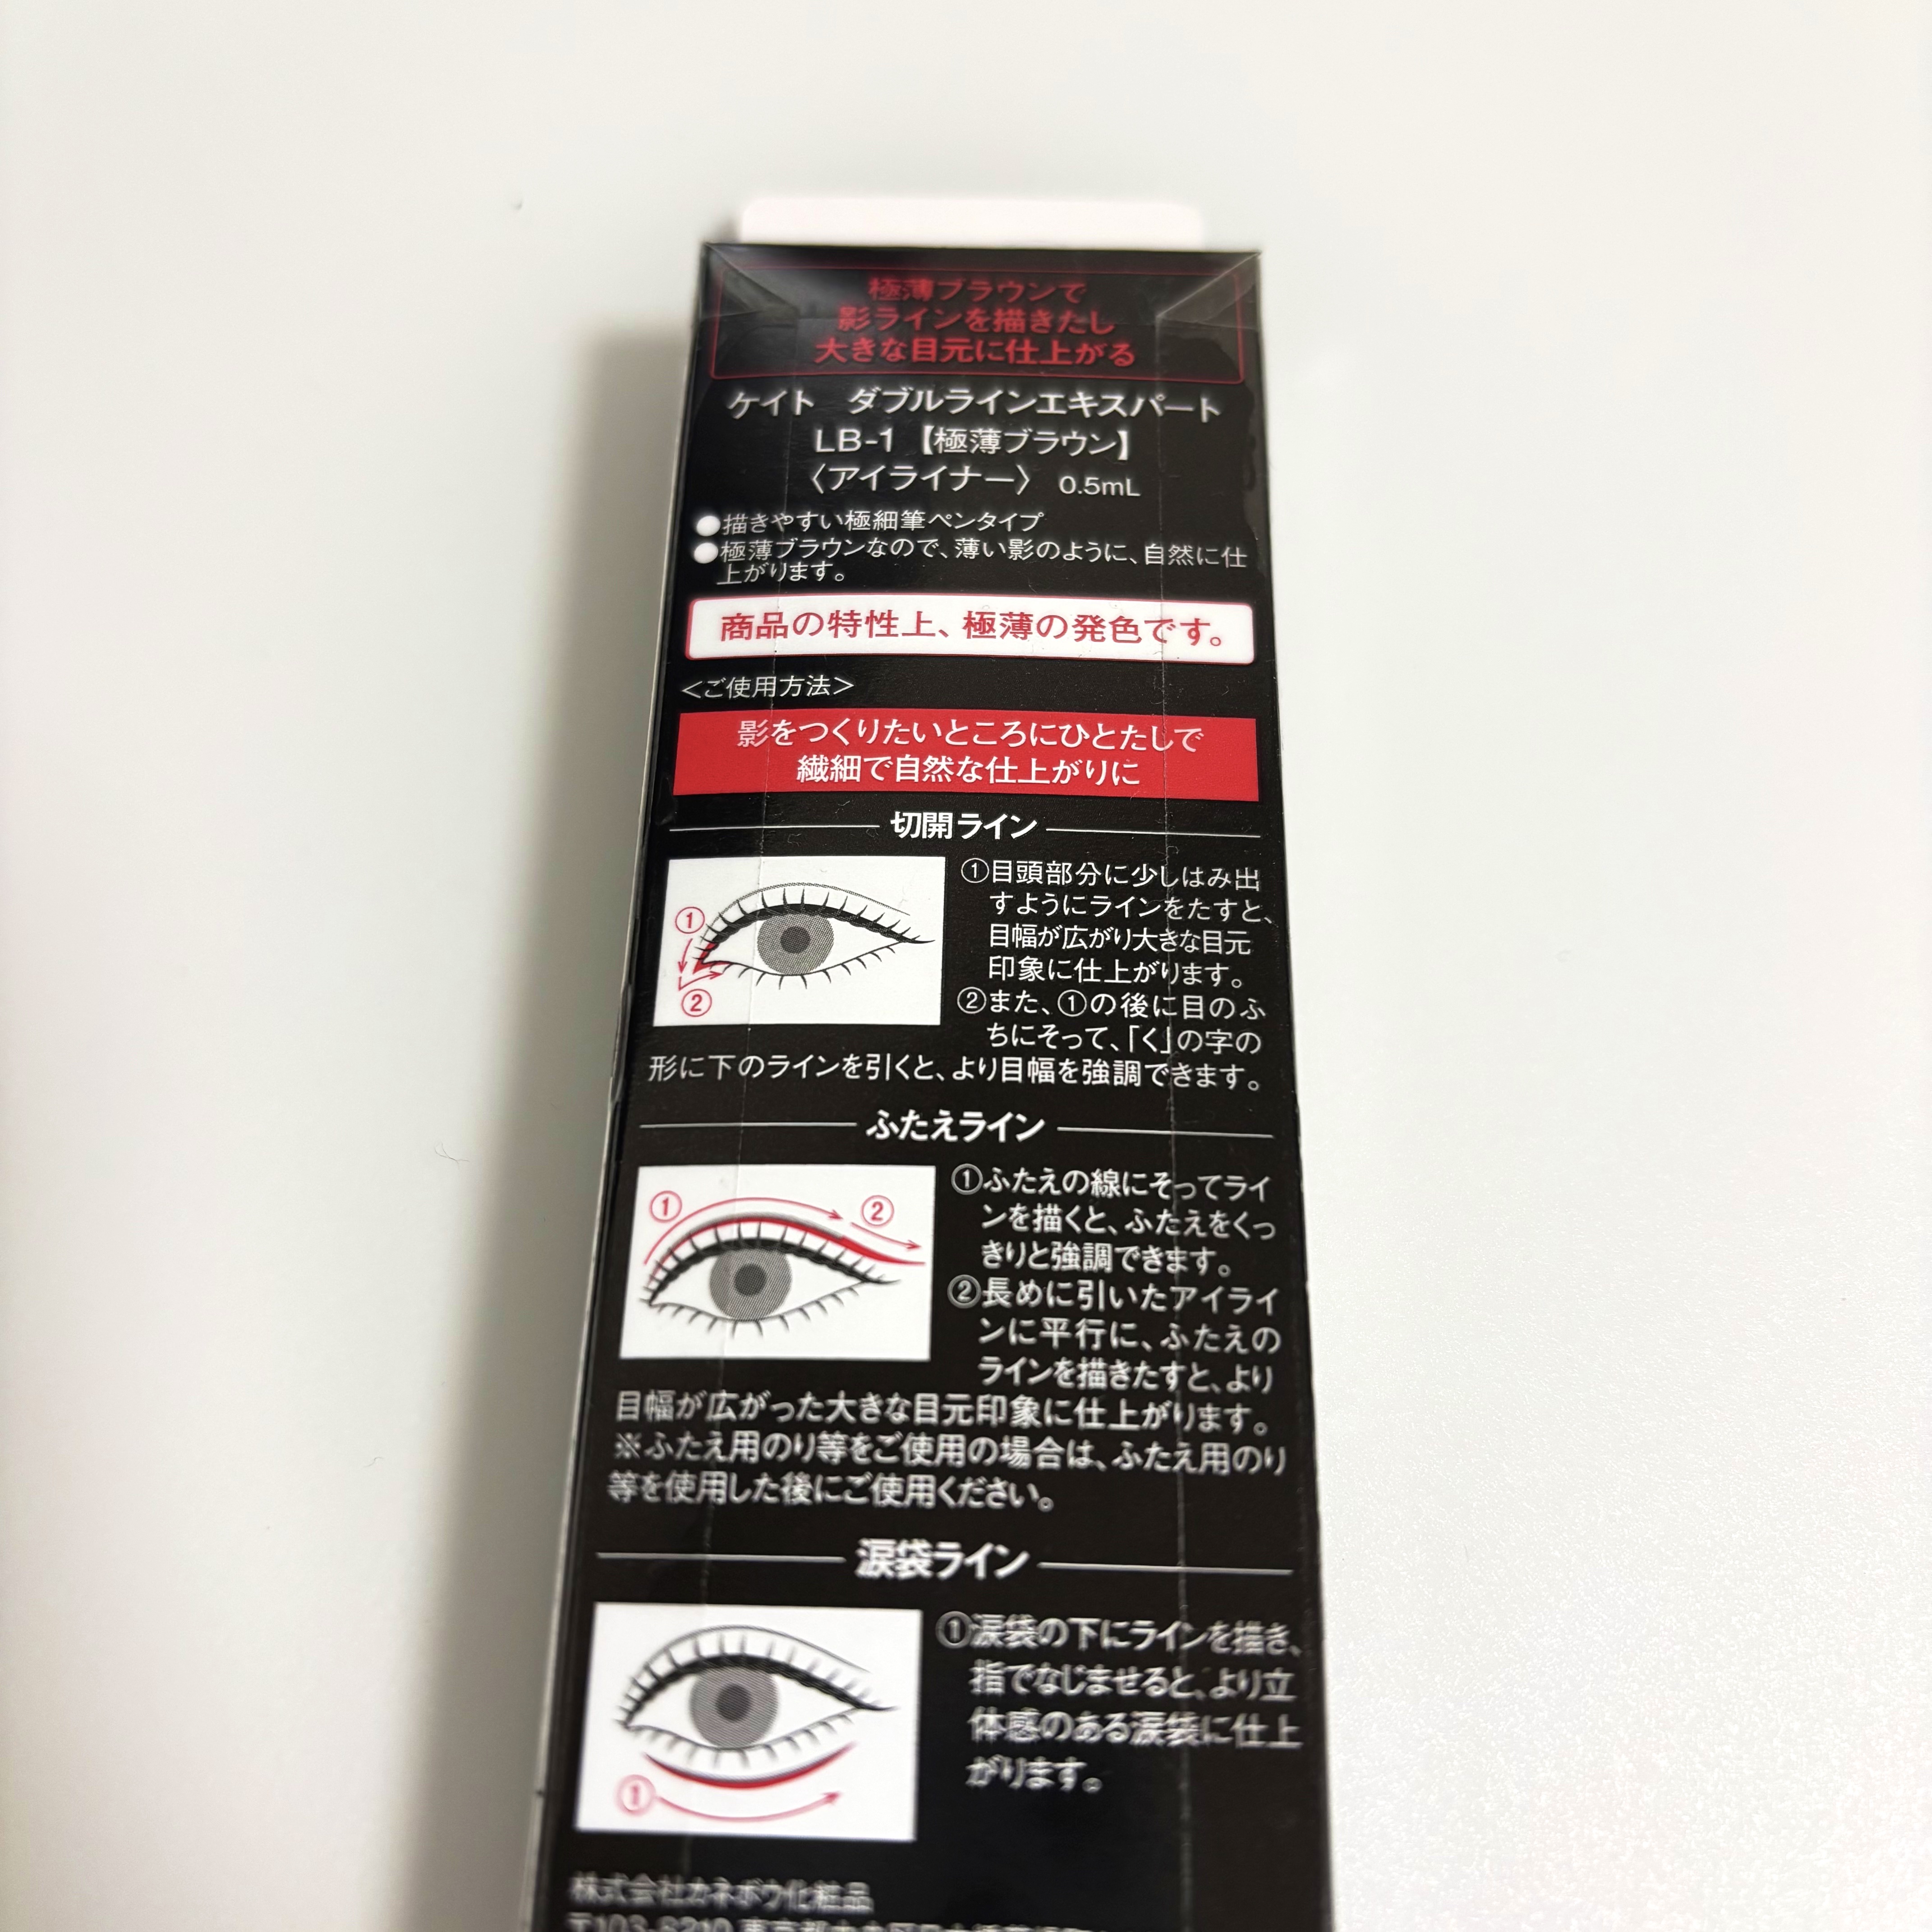 極薄ブラウンで
影ラインを描きたし
大きな目元に仕上がる
ケイト　ダブルラインエキスパート
LB-1【極薄ブラウン】
〈アイライナー〉 0.5mL
●描きやすい極細筆ペンタイプ
●極薄ブラウンなので、薄い影のように、自然に仕
上がります。
商品の特性上、極薄の発色です。
＜ご使用方法＞
影をつくりたいところにひとたしで
繊細で自然な仕上がりに
切開ライン
①
②
①目頭部分に少しはみ出
すようにラインをたすと、
目幅が広がり大きな目元
印象に仕上がります。
②また、①の後に目のふ
ちにそって、「く」の字の
形に下のラインを引くと、より目幅を強調できます。
ふたえライン
①
②
①ふたえの線にそってライ
ンを描くと、ふたえをくっ
きりと強調できます。
②長めに引いたアイライ
ンに平行に、ふたえの
ラインを描きたすと、より
目幅が広がった大きな目元印象に仕上がります。
※ふたえ用のり等をご使用の場合は、ふたえ用のり
等を使用した後にご使用ください。
涙袋ライン
①
①涙袋の下にラインを描き、
指でなじませると、より立
体感のある涙袋に仕上
がります。
株式会社カネボウ化粧品
〒103-8210